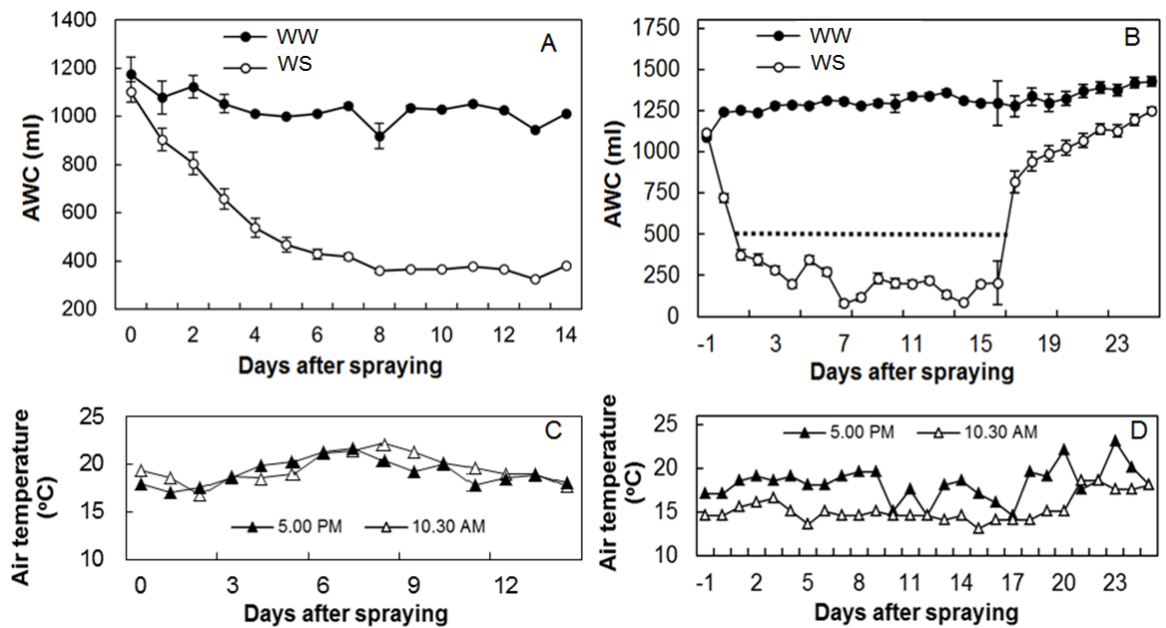 A
WW
WS
AWC (ml)
1400
1200
1000
800
600
400
200
0 2 4 6 8 10 12 14
Days after spraying
B
WW
WS
AWC (ml)
1750
1500
1250
1000
750
500
250
0
-1 3 7 11 15 19 23
Days after spraying
C
Air temperature
(ºC)
25
20
15
10
5.00 PM 10.30 AM
0 3 6 9 12
Days after spraying
D
Air temperature
(ºC)
25
20
15
10
5.00 PM 10.30 AM
-1 2 5 8 11 14 17 20 23
Days after spraying